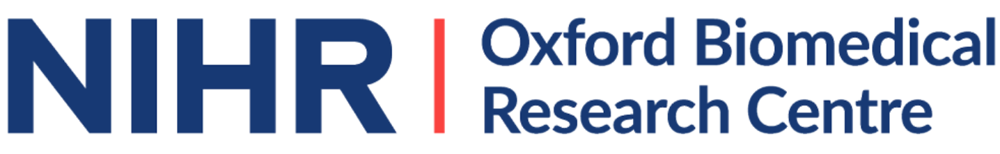 NIHR
Oxford Biomedical
Research Centre